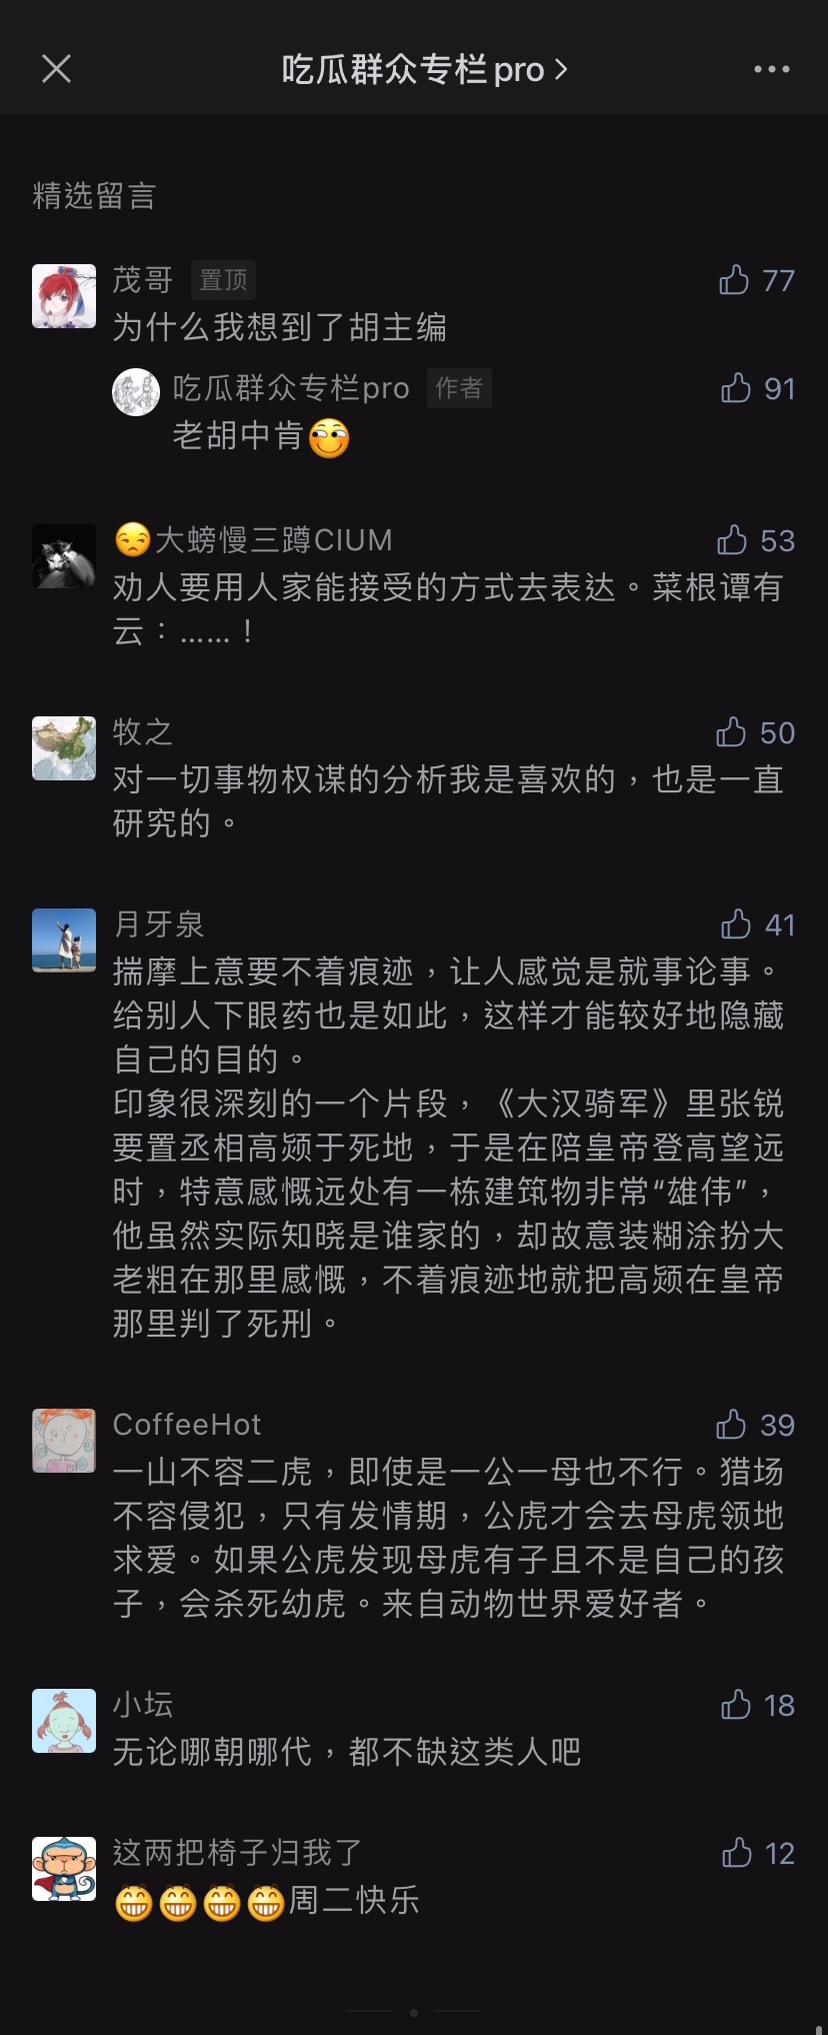 吃瓜群众专栏pro
精选留言
茂哥 置顶 77
为什么我想到了胡主编
吃瓜群众专栏pro 作者 91
老胡中肯
大螃慢三蹲CIUM 53
劝人要用人家能接受的方式去表达。菜根谭有
云：……！
牧之 50
对一切事物权谋的分析我是喜欢的，也是一直
研究的。
月牙泉 41
揣摩上意要不着痕迹，让人感觉是就事论事。
给别人下眼药也是如此，这样才能较好地隐藏
自己的目的。
印象很深刻的一个片段，《大汉骑军》里张锐
要置丞相高颎于死地，于是在陪皇帝登高望远
时，特意感慨远处有一栋建筑物非常“雄伟”，
他虽然实际知晓是谁家的，却故意装糊涂扮大
老粗在那里感慨，不着痕迹地就把高颎在皇帝
那里判了死刑。
CoffeeHot 39
一山不容二虎，即使是一公一母也不行。猎场
不容侵犯，只有发情期，公虎才会去母虎领地
求爱。如果公虎发现母虎有子且不是自己的孩
子，会杀死幼虎。来自动物世界爱好者。
小坛 18
无论哪朝哪代，都不缺这类人吧
这两把椅子归我了 12
😁😁😁😁周二快乐